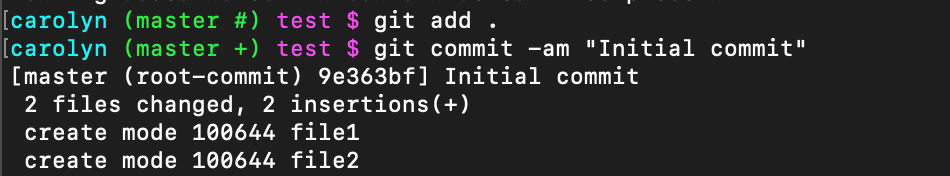 [carolyn (master #) test $ git add .
[carolyn (master +) test $ git commit -am "Initial commit"
[master (root-commit) 9e363bf] Initial commit
 2 files changed, 2 insertions(+)
 create mode 100644 file1
 create mode 100644 file2